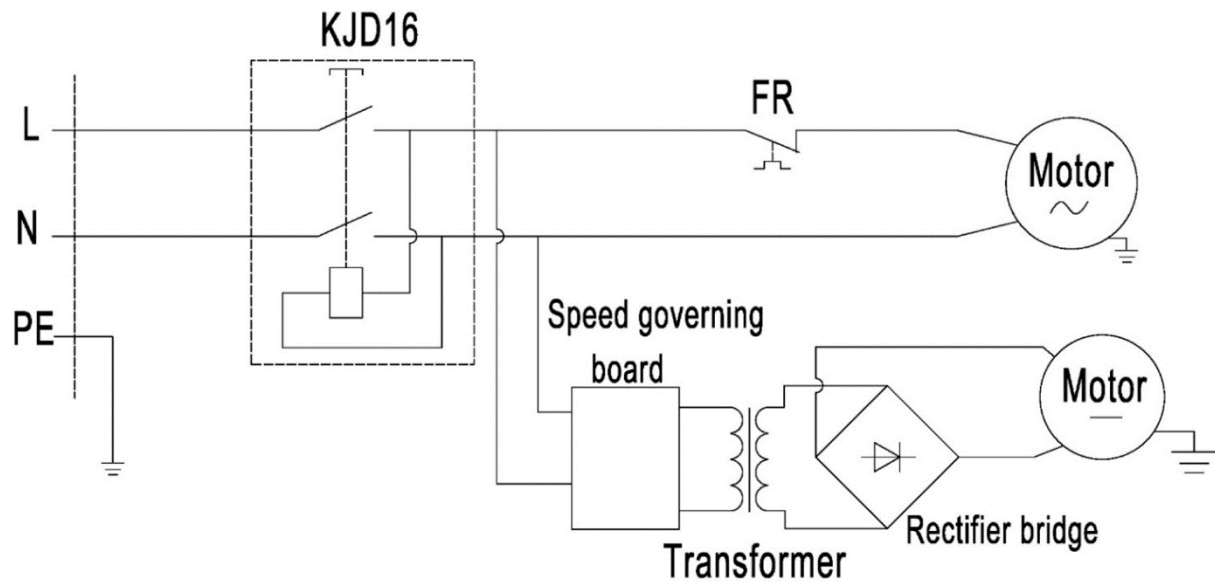 KJD16
L
FR
Motor
N
PE
Speed governing
board
Motor
Rectifier bridge
Transformer